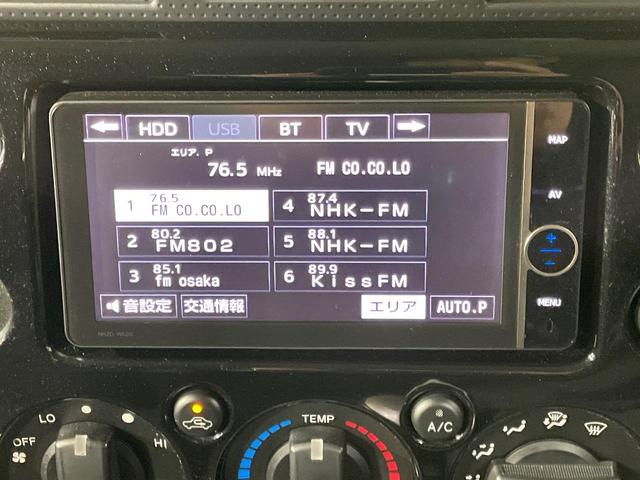 HDD USB BT TV
MAP
エリア. P
76.5 MHz FM CO.CO.LO
AV
1 76.5 FM CO.CO.LO
4 87.4 NHK-FM
2 80.2 FM802
5 88.1 NHK-FM
3 85.1 fm osaka
6 89.9 KissFM
+
−
MENU
音設定 交通情報 エリア AUTO.P
OFF LO HI
TEMP
A/C